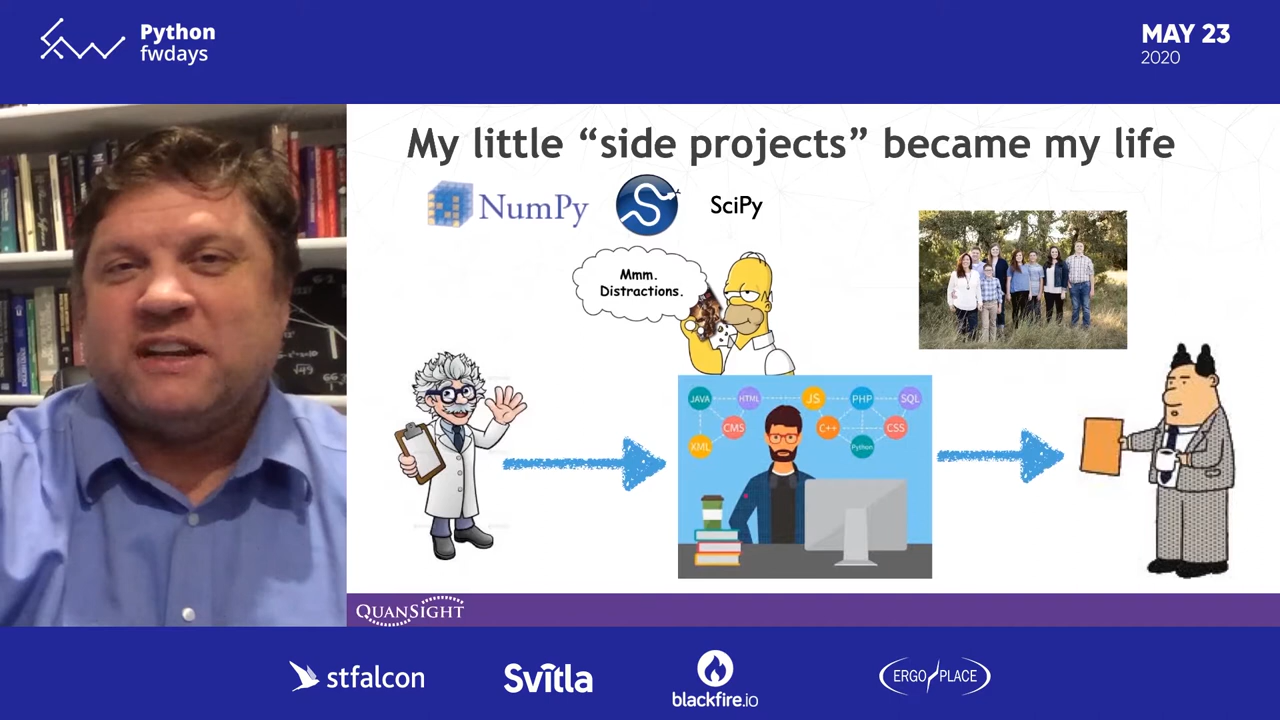 Python
fwdays
MAY 23
2020
My little “side projects” became my life
NumPy
SciPy
Mmm.
Distractions.
JAVA
HTML
JS
PHP
SQL
CMS
C++
CSS
XML
Python
QUANSIGHT
stfalcon
Svitla
blackfire.io
ERGO PLACE